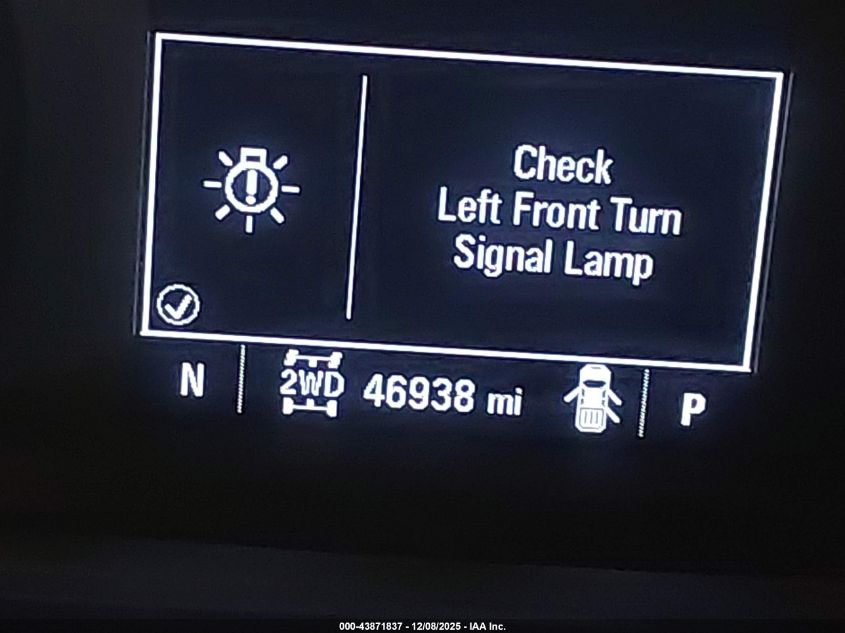 Check
Left Front Turn
Signal Lamp
N 2WD 46938 mi P
000-43871837 - 12/08/2025 - IAA Inc.